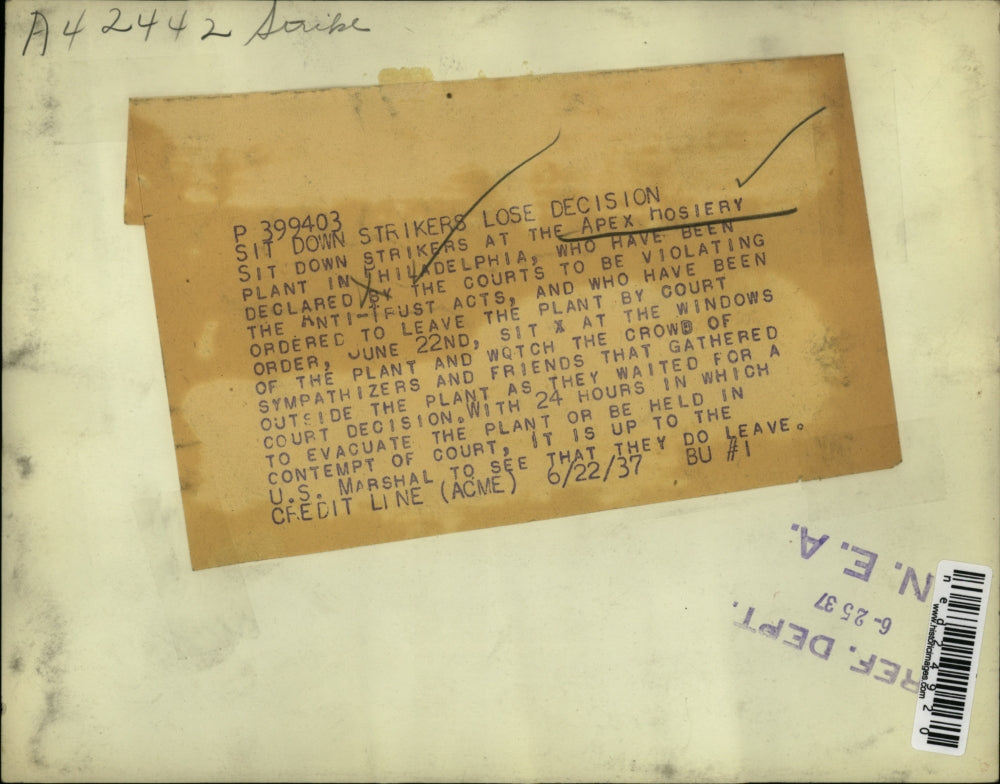 A42442 Strike
P 399403
SIT DOWN STRIKERS LOSE DECISION
SIT DOWN STRIKERS AT THE APEX HOSIERY
PLANT IN PHILADELPHIA, WHO HAVE BEEN
DECLARED BY THE COURTS TO BE VIOLATING
THE ANTI-TRUST ACTS, AND WHO HAVE BEEN
ORDERED TO LEAVE THE PLANT BY COURT
ORDER, JUNE 22ND, SIT X AT THE WINDOWS
OF THE PLANT AND WQTCH THE CROWD OF
SYMPATHIZERS AND FRIENDS THAT GATHERED
OUTSIDE THE PLANT AS THEY WAITED FOR A
COURT DECISION. WITH 24 HOURS IN WHICH
TO EVACUATE THE PLANT OR BE HELD IN
CONTEMPT OF COURT, IT IS UP TO THE
U.S. MARSHAL TO SEE THAT THEY DO LEAVE.
CREDIT LINE (ACME) 6/22/37 BU #1
N. E. A.
6-25 37
REF. DEPT.
www.historicimages.com
ned24920